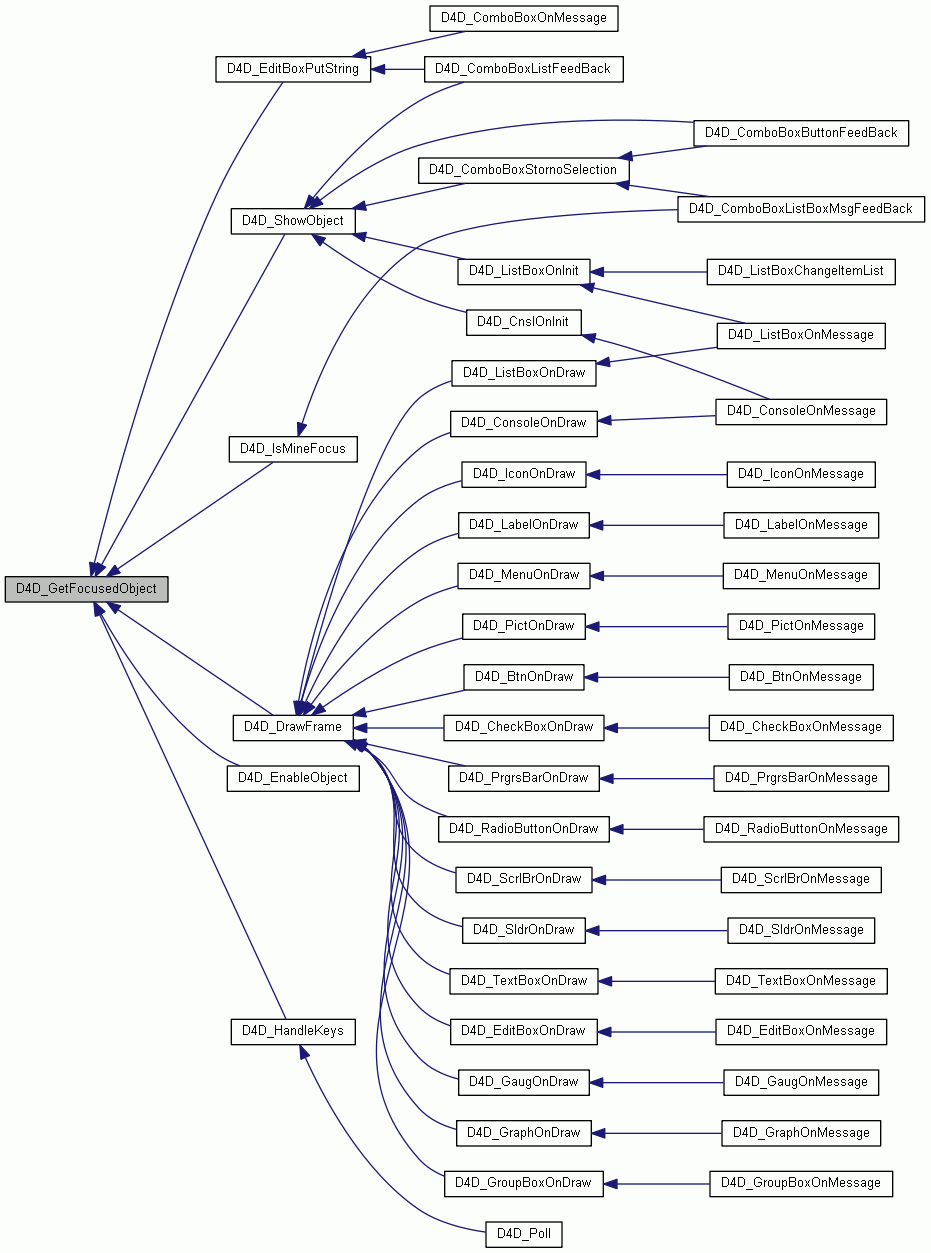 D4D_ComboBoxOnMessage
D4D_EditBoxPutString
D4D_ComboBoxListFeedBack
D4D_ComboBoxButtonFeedBack
D4D_ComboBoxStornoSelection
D4D_ComboBoxListBoxMsgFeedBack
D4D_ShowObject
D4D_ListBoxOnInit
D4D_ListBoxChangeItemList
D4D_CnslOnInit
D4D_ListBoxOnMessage
D4D_ListBoxOnDraw
D4D_ConsoleOnMessage
D4D_ConsoleOnDraw
D4D_IsMineFocus
D4D_IconOnDraw
D4D_IconOnMessage
D4D_LabelOnDraw
D4D_LabelOnMessage
D4D_GetFocusedObject
D4D_MenuOnDraw
D4D_MenuOnMessage
D4D_PictOnDraw
D4D_PictOnMessage
D4D_BtnOnDraw
D4D_BtnOnMessage
D4D_DrawFrame
D4D_CheckBoxOnDraw
D4D_CheckBoxOnMessage
D4D_EnableObject
D4D_PrgrsBarOnDraw
D4D_PrgrsBarOnMessage
D4D_RadioButtonOnDraw
D4D_RadioButtonOnMessage
D4D_ScrlBrOnDraw
D4D_ScrlBrOnMessage
D4D_SldrOnDraw
D4D_SldrOnMessage
D4D_TextBoxOnDraw
D4D_TextBoxOnMessage
D4D_HandleKeys
D4D_EditBoxOnDraw
D4D_EditBoxOnMessage
D4D_GaugOnDraw
D4D_GaugOnMessage
D4D_GraphOnDraw
D4D_GraphOnMessage
D4D_GroupBoxOnDraw
D4D_GroupBoxOnMessage
D4D_Poll